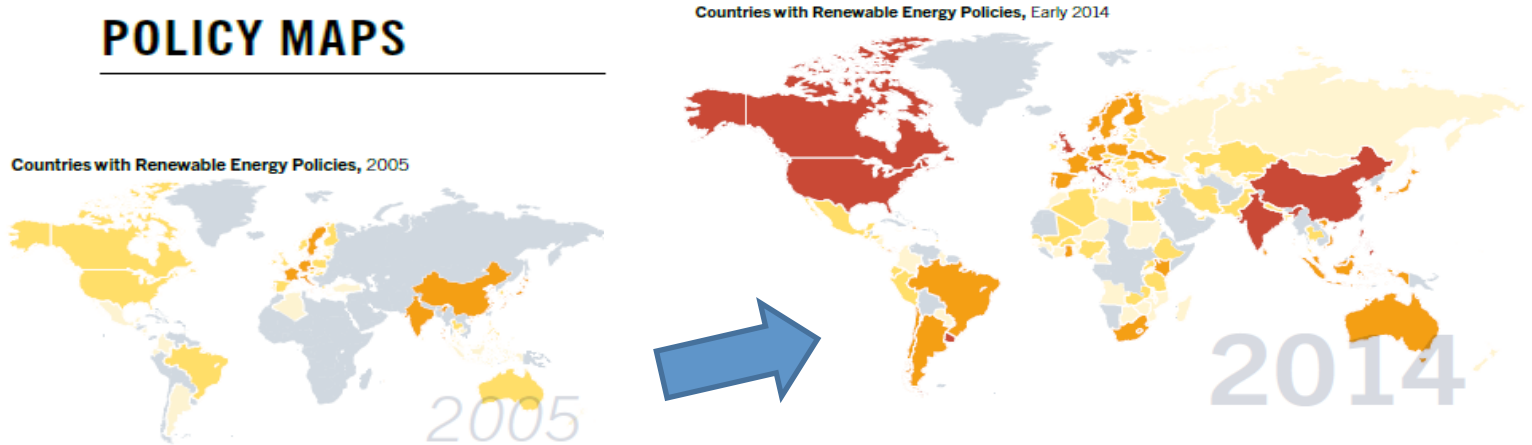 POLICY MAPS
Countries with Renewable Energy Policies, 2005
2005
Countries with Renewable Energy Policies, Early 2014
2014